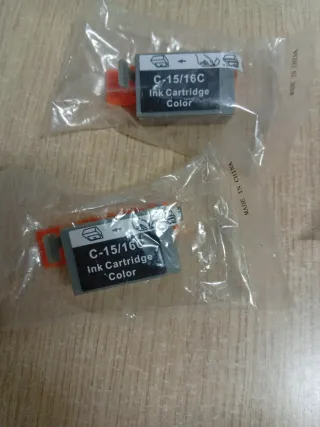 C-15/16C
Ink Cartridge
Color
MADE IN CHINA
MADE IN CHINA
C-15/16C
Ink Cartridge
Color